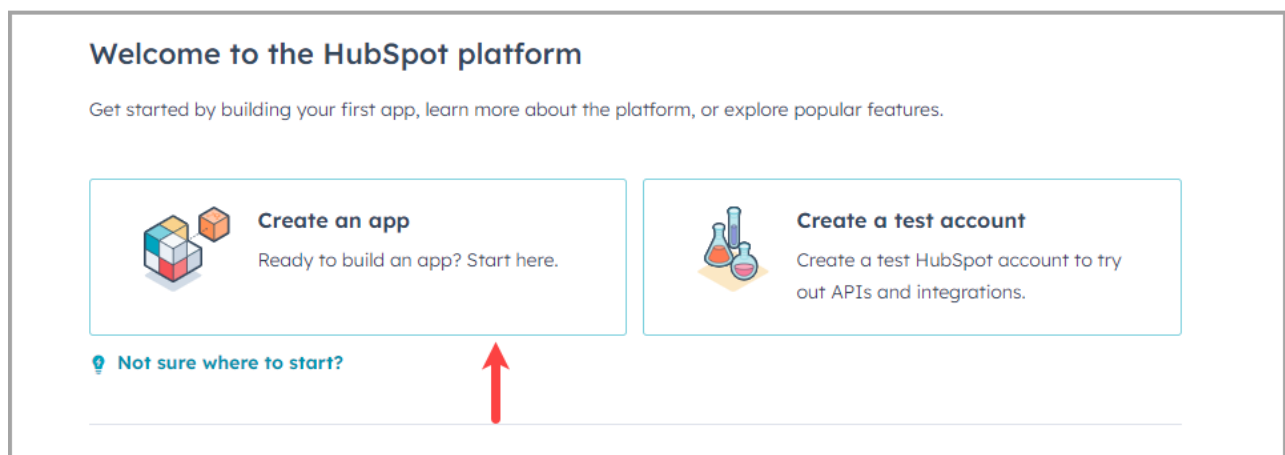 Welcome to the HubSpot platform
Get started by building your first app, learn more about the platform, or explore popular features.
Create an app
Ready to build an app? Start here.
Create a test account
Create a test HubSpot account to try
out APIs and integrations.
Not sure where to start?